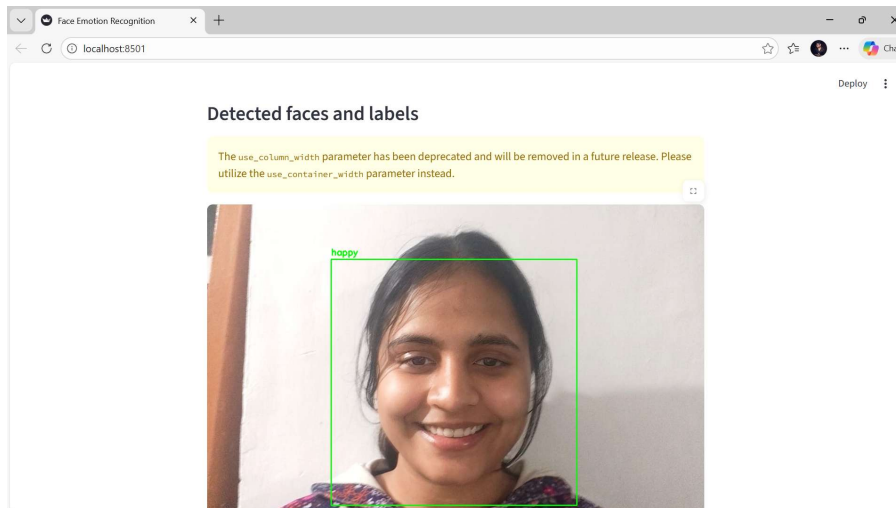 Face Emotion Recognition
localhost:8501
Cha
Deploy
Detected faces and labels
The use_column_width parameter has been deprecated and will be removed in a future release. Please
utilize the use_container_width parameter instead.
happy